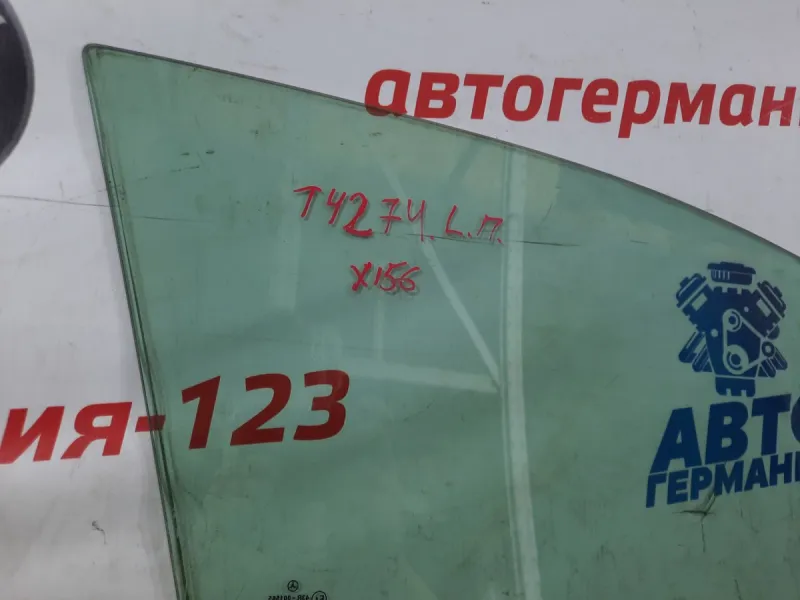 автогерман
T4274 L.П.
X156
ия-123
АВТО
ГЕРМАН